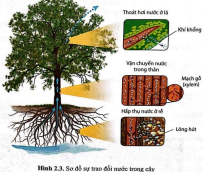 Thoát hơi nước ở lá
Khí khổng
Vận chuyển nước
trong thân
Mạch gỗ
(xylem)
Hấp thụ nước ở rễ
Lông hút
Hình 2.3. Sơ đồ sự trao đổi nước trong cây